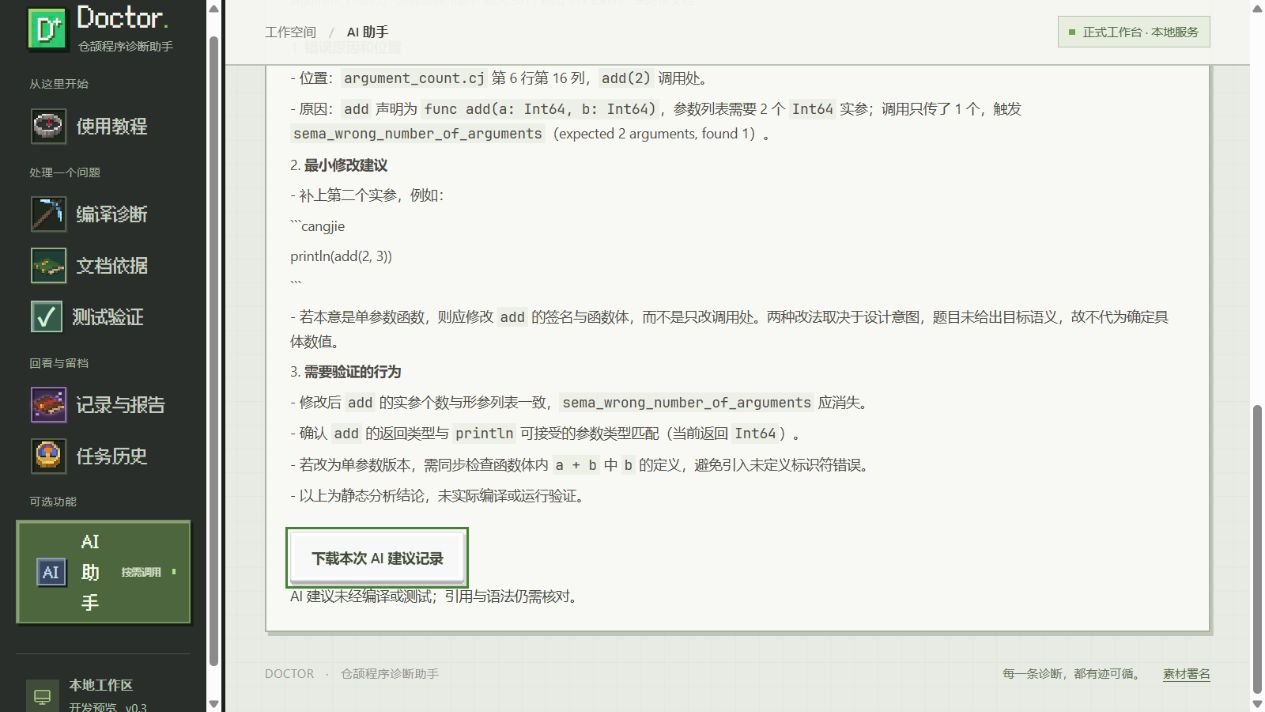 Doctor.
仓颉程序诊断助手
从这里开始
使用教程
处理一个问题
编译诊断
文档依据
测试验证
回看与留档
记录与报告
任务历史
可选功能
AI
AI
助
手
按需调用
本地工作区
开发预览 v0.3
工作空间 / AI 助手
正式工作台 · 本地服务
1. 错误原因和位置
- 位置：argument_count.cj 第 6 行第 16 列，add(2) 调用处。
- 原因：add 声明为 func add(a: Int64, b: Int64)，参数列表需要 2 个 Int64 实参；调用只传了 1 个，触发
sema_wrong_number_of_arguments （expected 2 arguments, found 1）。
2. 最小修改建议
- 补上第二个实参，例如：
```cangjie
println(add(2, 3))
```
- 若本意是单参数函数，则应修改 add 的签名与函数体，而不是只改调用处。两种改法取决于设计意图，题目未给出目标语义，故不代为确定具
体数值。
3. 需要验证的行为
- 修改后 add 的实参个数与形参列表一致，sema_wrong_number_of_arguments 应消失。
- 确认 add 的返回类型与 println 可接受的参数类型匹配（当前返回 Int64）。
- 若改为单参数版本，需同步检查函数体内 a + b 中 b 的定义，避免引入未定义标识符错误。
- 以上为静态分析结论，未实际编译或运行验证。
下载本次 AI 建议记录
AI 建议未经编译或测试；引用与语法仍需核对。
DOCTOR · 仓颉程序诊断助手
每一条诊断，都有迹可循。 素材署名